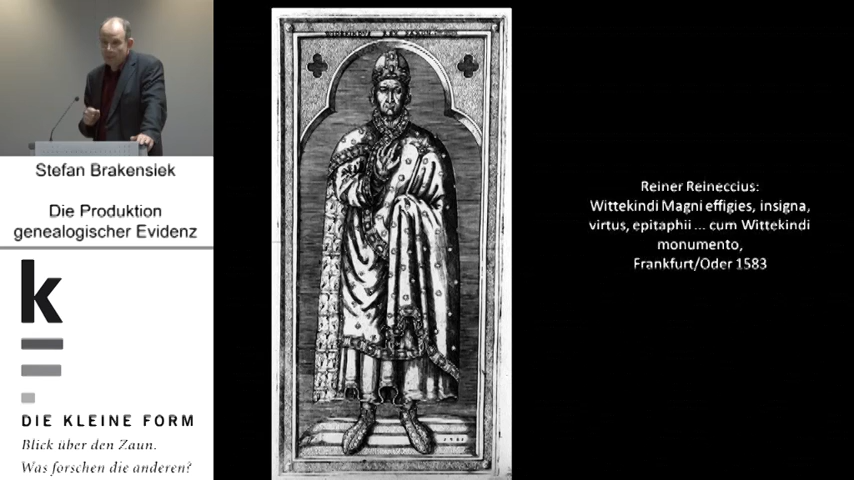 Stefan Brakensiek
Die Produktion
genealogischer Evidenz
k
DIE KLEINE FORM
Blick über den Zaun.
Was forschen die anderen?
Reiner Reineccius:
Wittekindi Magni effigies, insigna,
virtus, epitaphii ... cum Wittekindi
monumento,
Frankfurt/Oder 1583